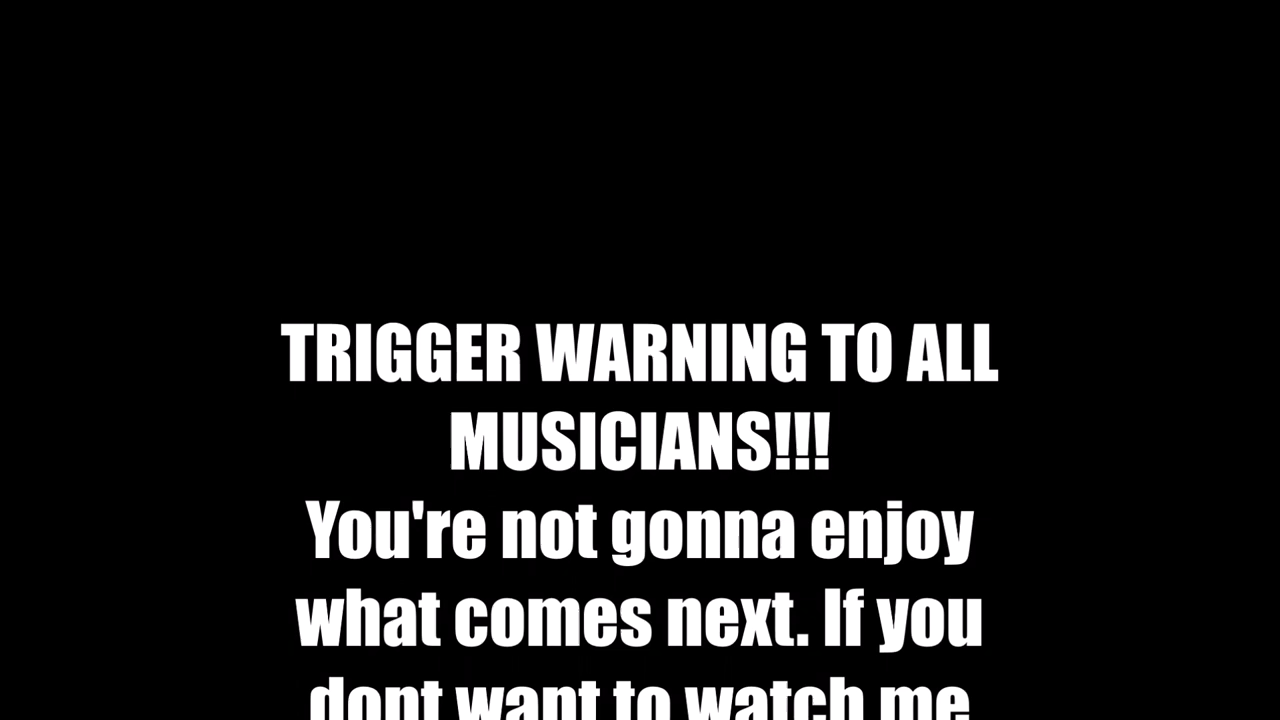 TRIGGER WARNING TO ALL
MUSICIANS!!!
You're not gonna enjoy
what comes next. If you
dont want to watch me